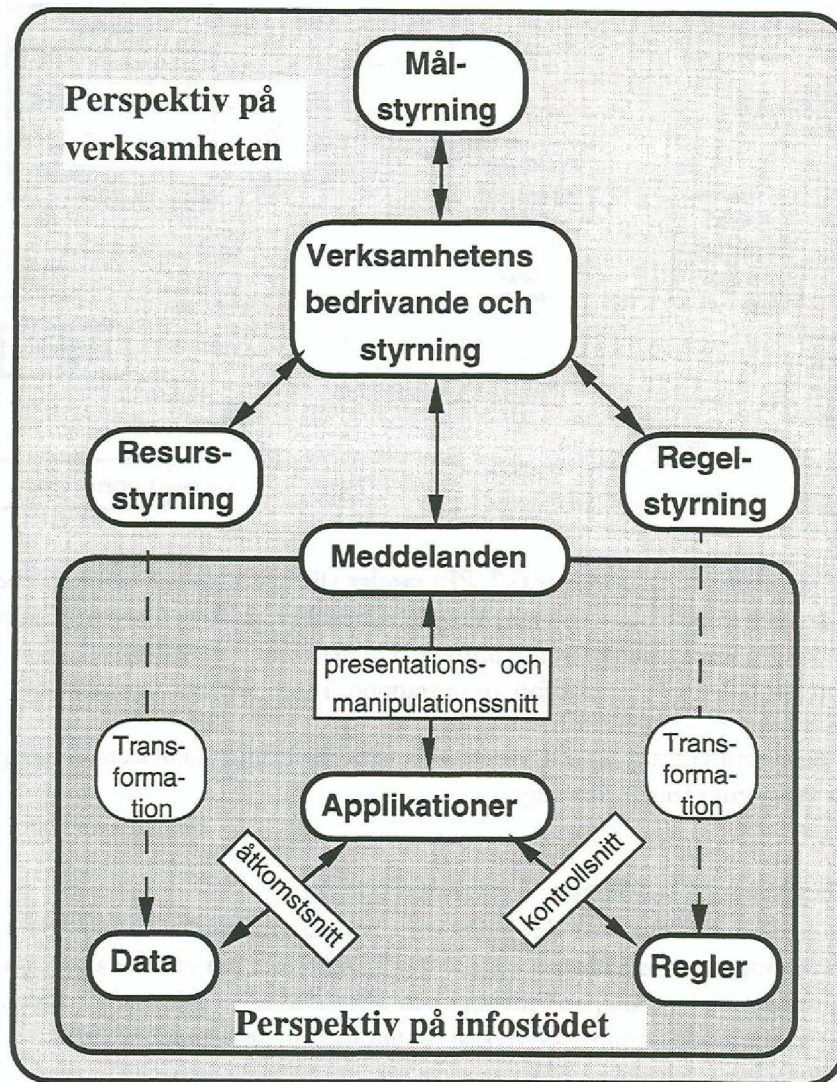 Mål-
styrning
Perspektiv på
verksamheten
Verksamhetens
bedrivande och
styrning
Resurs-
styrning
Regel-
styrning
Meddelanden
presentations- och
manipulationssnitt
Trans-
forma-
tion
Trans-
forma-
tion
Applikationer
åtkomstsnitt
kontrollsnitt
Data
Regler
Perspektiv på infostödet